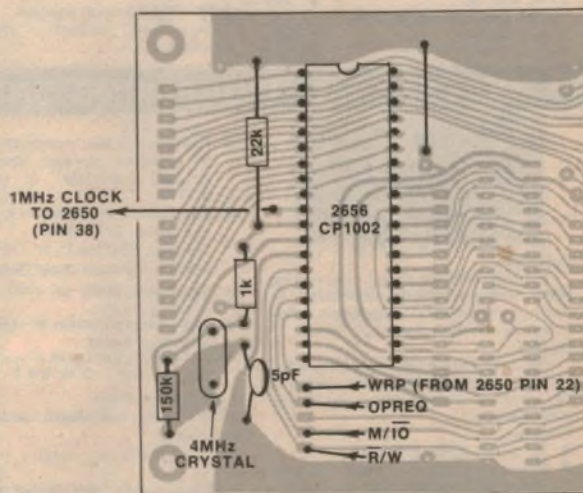 22k
1MHz CLOCK
TO 2650
(PIN 38)
2656
CP1002
1k
5pF
150k
4MHz
CRYSTAL
WRP (FROM 2650 PIN 22)
OPREQ
M/I̅O̅
R̅/W